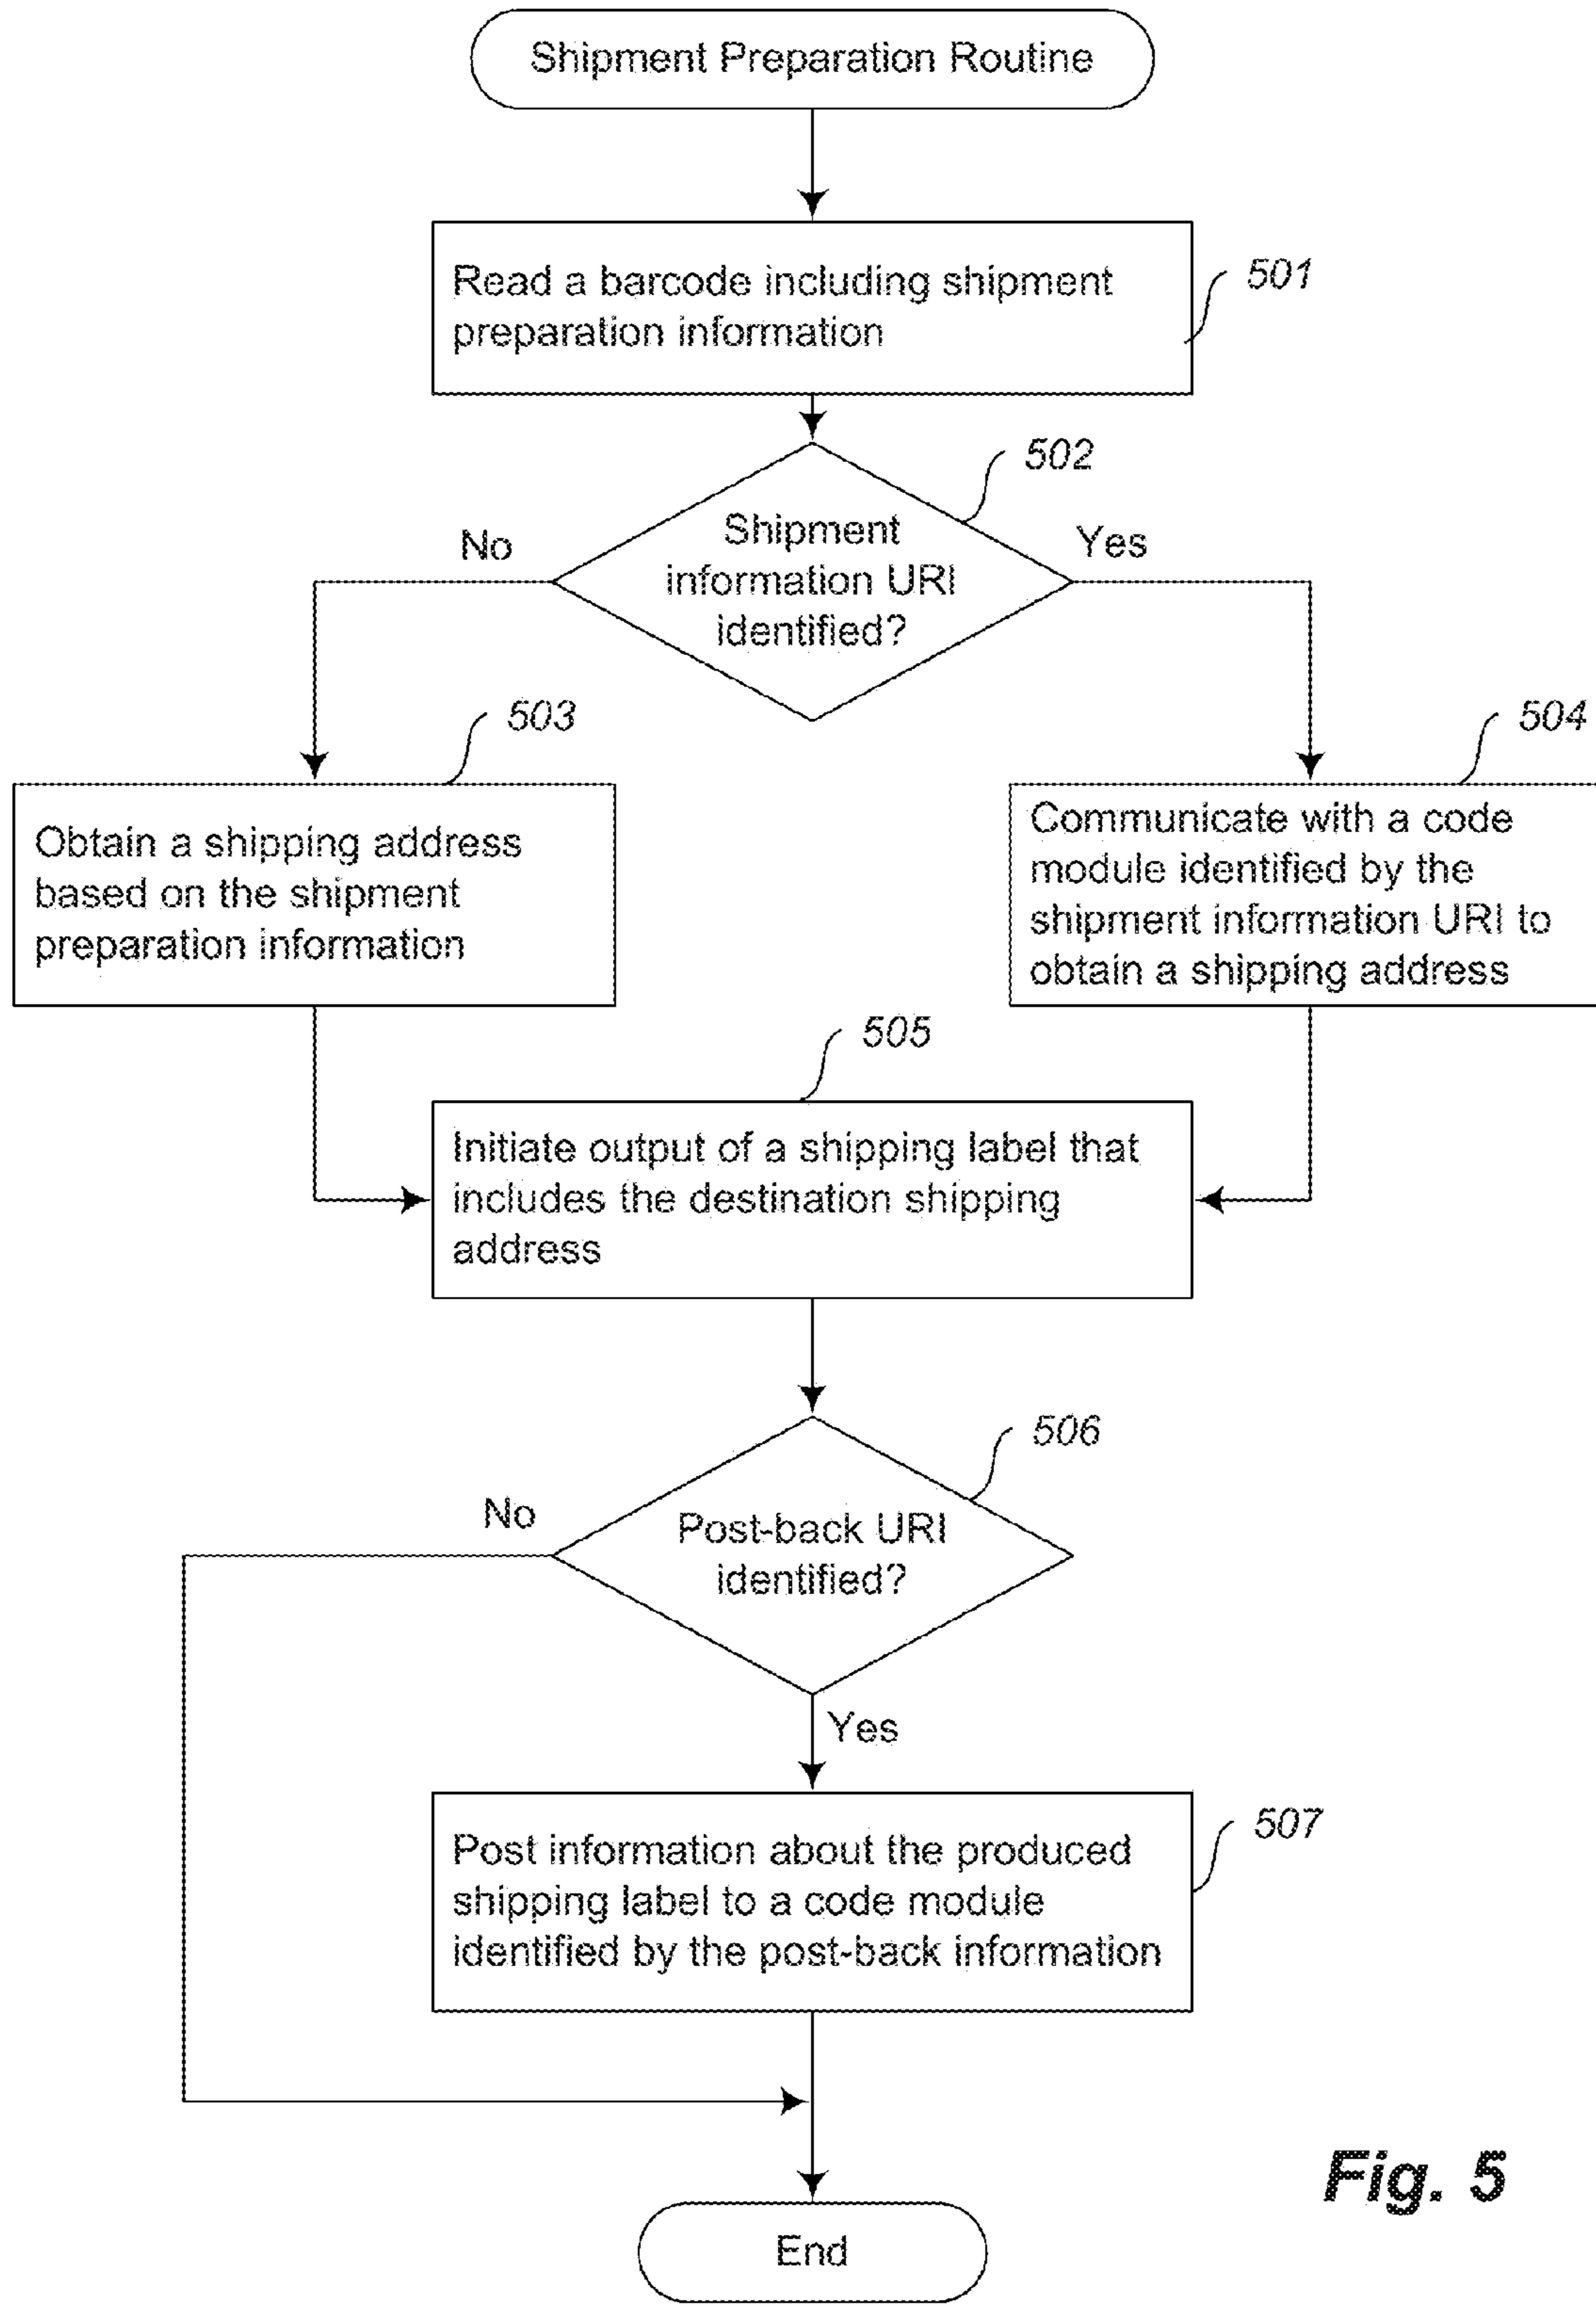 Shipment Preparation Routine
Read a barcode including shipment
preparation information
501
502
Shipment
information URI
identified?
No
Yes
503
Obtain a shipping address
based on the shipment
preparation information
504
Communicate with a code
module identified by the
shipment information URI to
obtain a shipping address
505
Initiate output of a shipping label that
includes the destination shipping
address
506
Post-back URI
identified?
No
Yes
507
Post information about the produced
shipping label to a code module
identified by the post-back information
End
Fig. 5